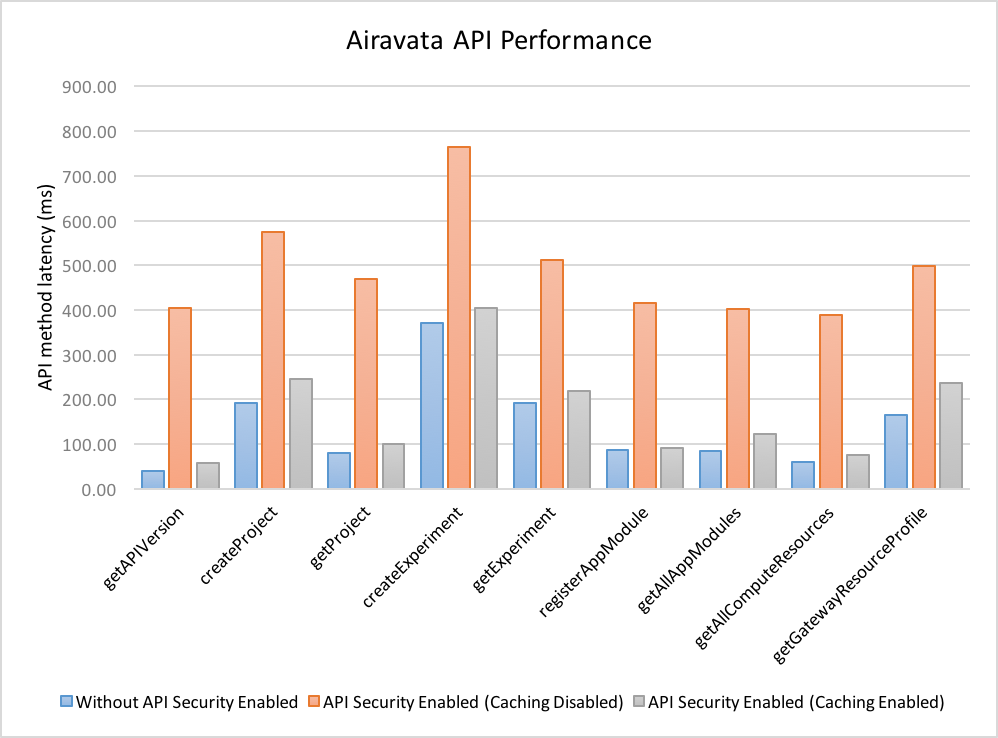 Airavata API Performance
900.00
800.00
700.00
600.00
500.00
400.00
300.00
200.00
100.00
0.00
API method latency (ms)
getAPIVersion
createProject
getProject
createExperiment
getExperiment
registerAppModule
getAllAppModules
getAllComputeResources
getGatewayResourceProfile
Without API Security Enabled
API Security Enabled (Caching Disabled)
API Security Enabled (Caching Enabled)